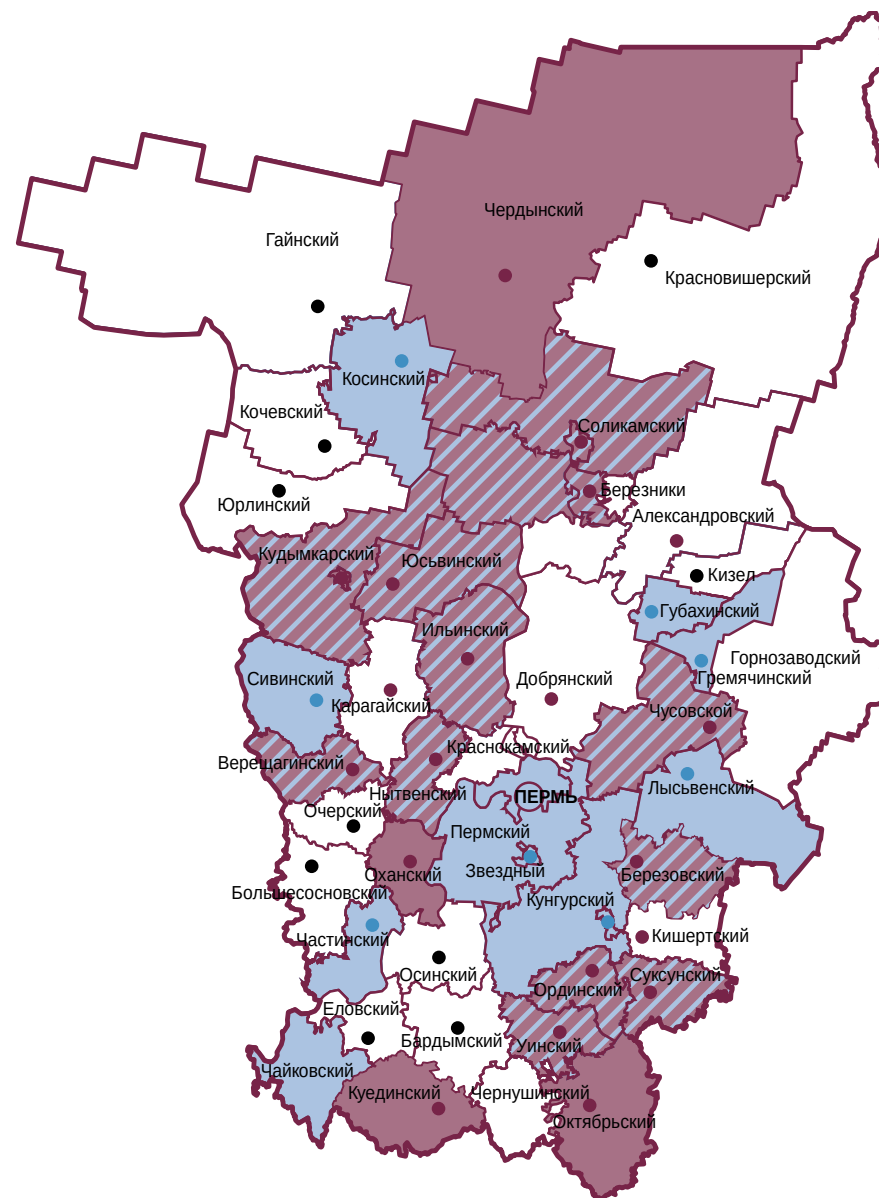 Чердынский
Гайнский
Красновишерский
Косинский
Кочевский
Соликамский
Березники
Юрлинский
Александровский
Кудымкарский
Юсьвинский
Кизел
Губахинский
Ильинский
Горнозаводский
Гремячинский
Сивинский
Добрянский
Карагайский
Чусовской
Краснокамский
Верещагинский
Лысьвенский
Нытвенский
ПЕРМЬ
Очерский
Пермский
Звездный
Оханский
Березовский
Большесосновский
Кунгурский
Частинский
Кишертский
Осинский
Суксунский
Ординский
Еловский
Бардымский
Уинский
Чайковский
Куединский
Чернушинский
Октябрьский